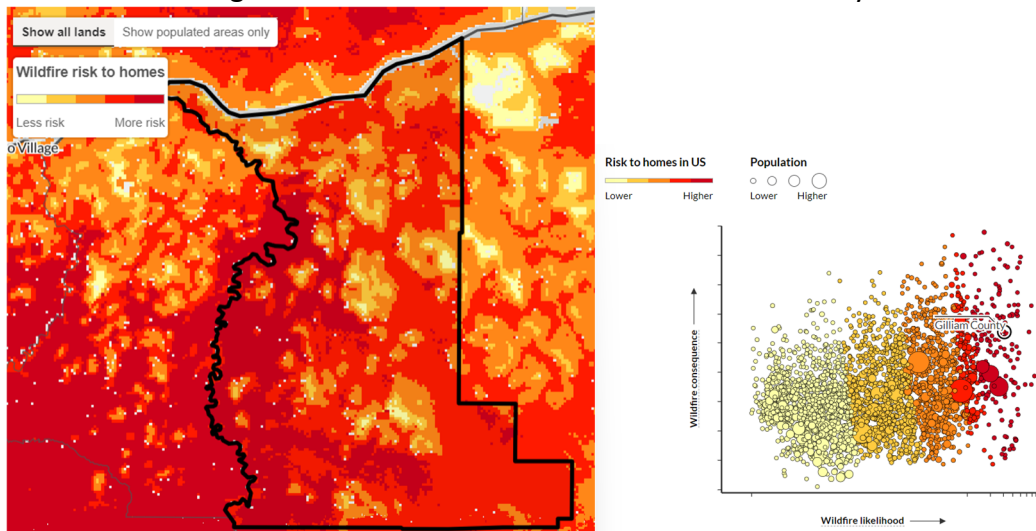 Show all lands
Show populated areas only
Wildfire risk to homes
Less risk
More risk
o Village
Risk to homes in US
Lower
Higher
Population
Lower
Higher
Wildfire consequence
Gilliam County
Wildfire likelihood